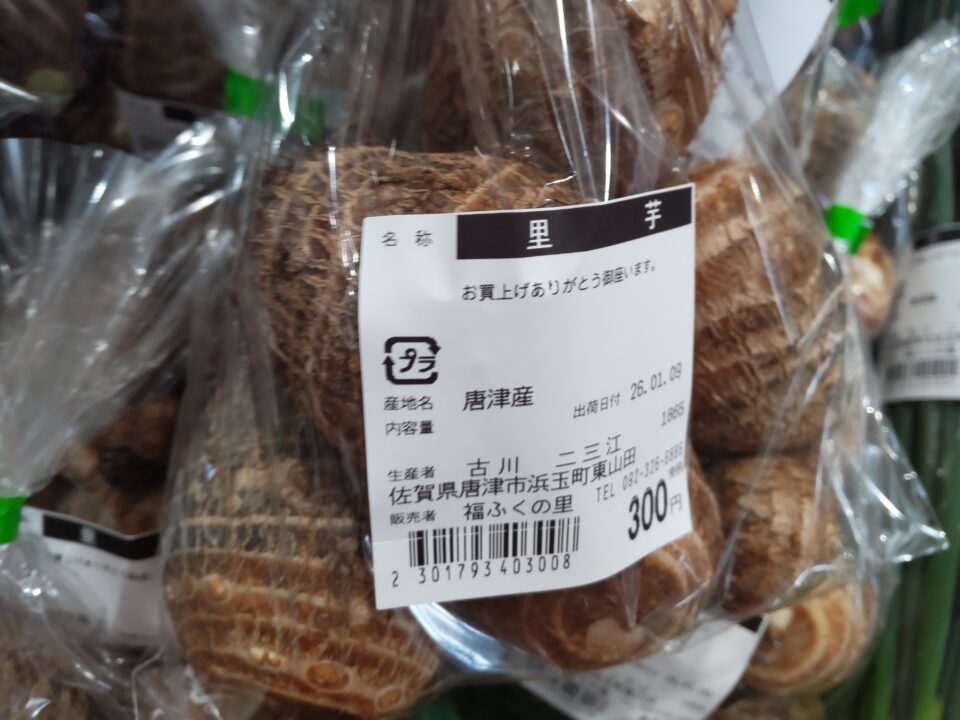 名称 里芋
お買上げありがとう御座います。
プラ
産地名 唐津産 出荷日付 26.01.09
内容量
生産者 古川 二三江
佐賀県唐津市浜玉町東山田
販売者 福ふくの里 TEL 092-326-6886
300円
2 301793 403008